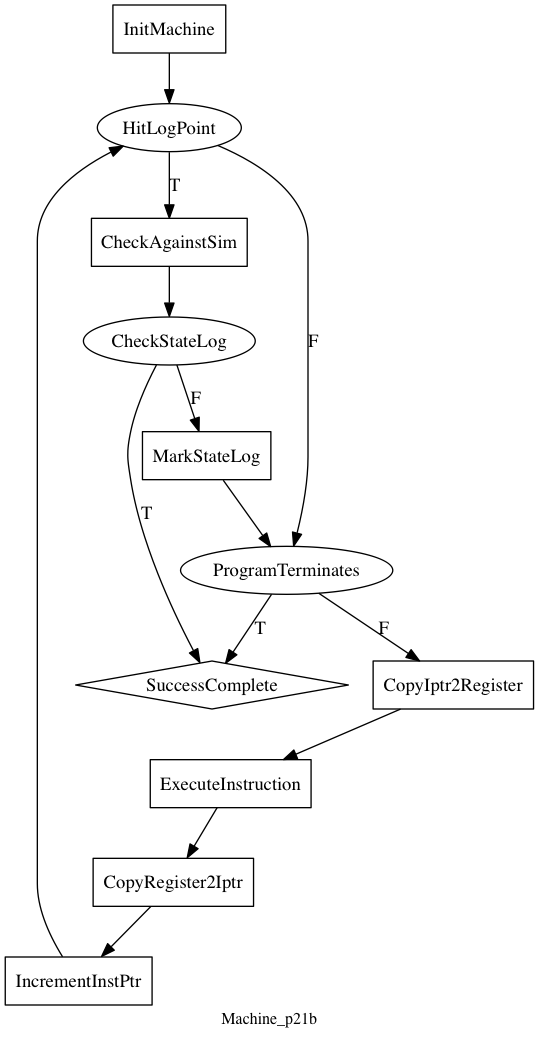 InitMachine
HitLogPoint
T
CheckAgainstSim
CheckStateLog
F
F
MarkStateLog
T
ProgramTerminates
T
F
SuccessComplete
CopyIptr2Register
ExecuteInstruction
CopyRegister2Iptr
IncrementInstPtr
Machine_p21b